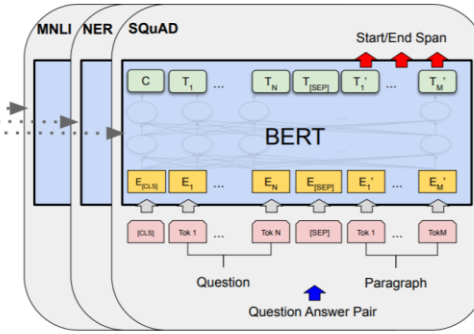 MNLI NER SQuAD Start/End Span
C T1 ... TN T[SEP] T1' ... TM'
BERT
E[CLS] E1 ... EN E[SEP] E1' ... EM'
[CLS] Tok 1 ... Tok N [SEP] Tok 1 ... TokM
Question Paragraph
Question Answer Pair